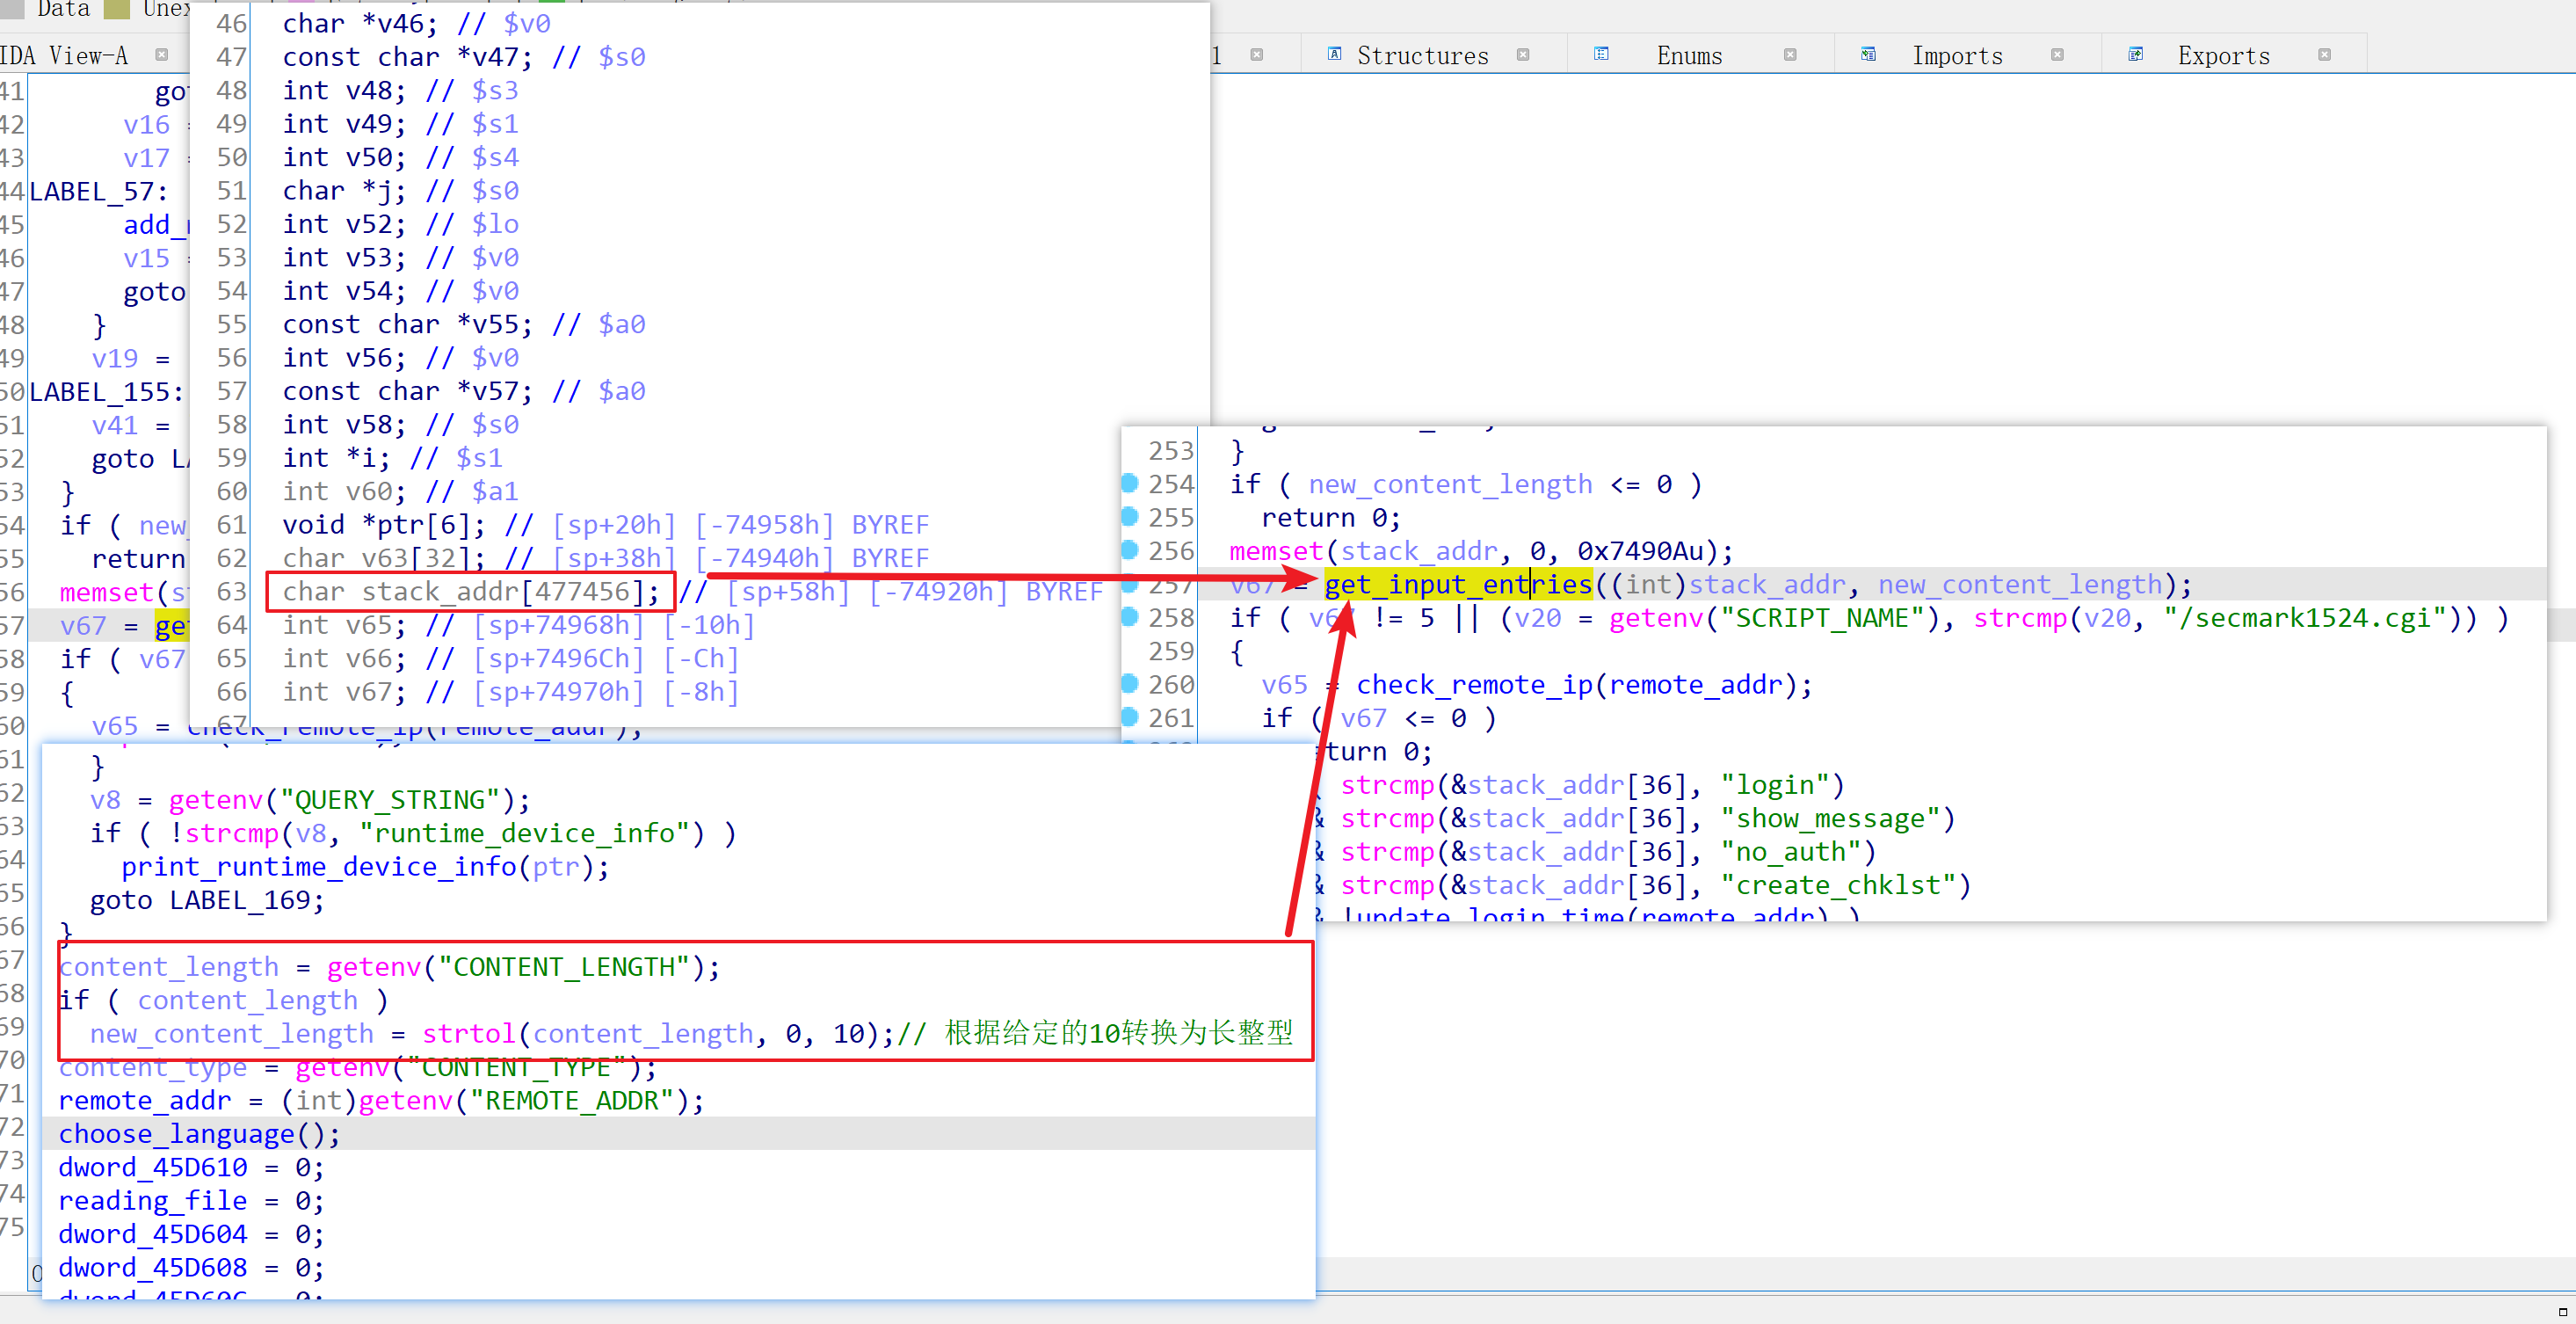 Data Unex
IDA View-A
1 Structures Enums Imports Exports
41 got
42 v16 =
43 v17 =
44 LABEL_57:
45 add_n
46 v15 =
47 goto
48 }
49 v19 =
50 LABEL_155:
51 v41 =
52 goto LA
53 }
54 if ( new_
55 return
56 memset(s
57 v67 = get
58 if ( v67
59 {
60 v65 = check_remote_ip(remote_addr);
61
62
63
64
65
66
67
68
69
70
71
72
73
74
75
46 char *v46; // $v0
47 const char *v47; // $s0
48 int v48; // $s3
49 int v49; // $s1
50 int v50; // $s4
51 char *j; // $s0
52 int v52; // $lo
53 int v53; // $v0
54 int v54; // $v0
55 const char *v55; // $a0
56 int v56; // $v0
57 const char *v57; // $a0
58 int v58; // $s0
59 int *i; // $s1
60 int v60; // $a1
61 void *ptr[6]; // [sp+20h] [-74958h] BYREF
62 char v63[32]; // [sp+38h] [-74940h] BYREF
63 char stack_addr[477456]; // [sp+58h] [-74920h] BYREF
64 int v65; // [sp+74968h] [-10h]
65 int v66; // [sp+7496Ch] [-Ch]
66 int v67; // [sp+74970h] [-8h]
67
253 }
254 if ( new_content_length <= 0 )
255 return 0;
256 memset(stack_addr, 0, 0x7490Au);
257 v67 = get_input_entries((int)stack_addr, new_content_length);
258 if ( v67 != 5 || (v20 = getenv("SCRIPT_NAME"), strcmp(v20, "/secmark1524.cgi")) )
259 {
260 v65 = check_remote_ip(remote_addr);
261 if ( v67 <= 0 )
turn 0;
strcmp(&stack_addr[36], "login")
& strcmp(&stack_addr[36], "show_message")
& strcmp(&stack_addr[36], "no_auth")
& strcmp(&stack_addr[36], "create_chklst")
& !update_login_time(remote_addr) )
}
v8 = getenv("QUERY_STRING");
if ( !strcmp(v8, "runtime_device_info") )
print_runtime_device_info(ptr);
goto LABEL_169;
}
content_length = getenv("CONTENT_LENGTH");
if ( content_length )
new_content_length = strtol(content_length, 0, 10);// 根据给定的10转换为长整型
content_type = getenv("CONTENT_TYPE");
remote_addr = (int)getenv("REMOTE_ADDR");
choose_language();
dword_45D610 = 0;
reading_file = 0;
dword_45D604 = 0;
dword_45D608 = 0;
dword_45D60C = 0;